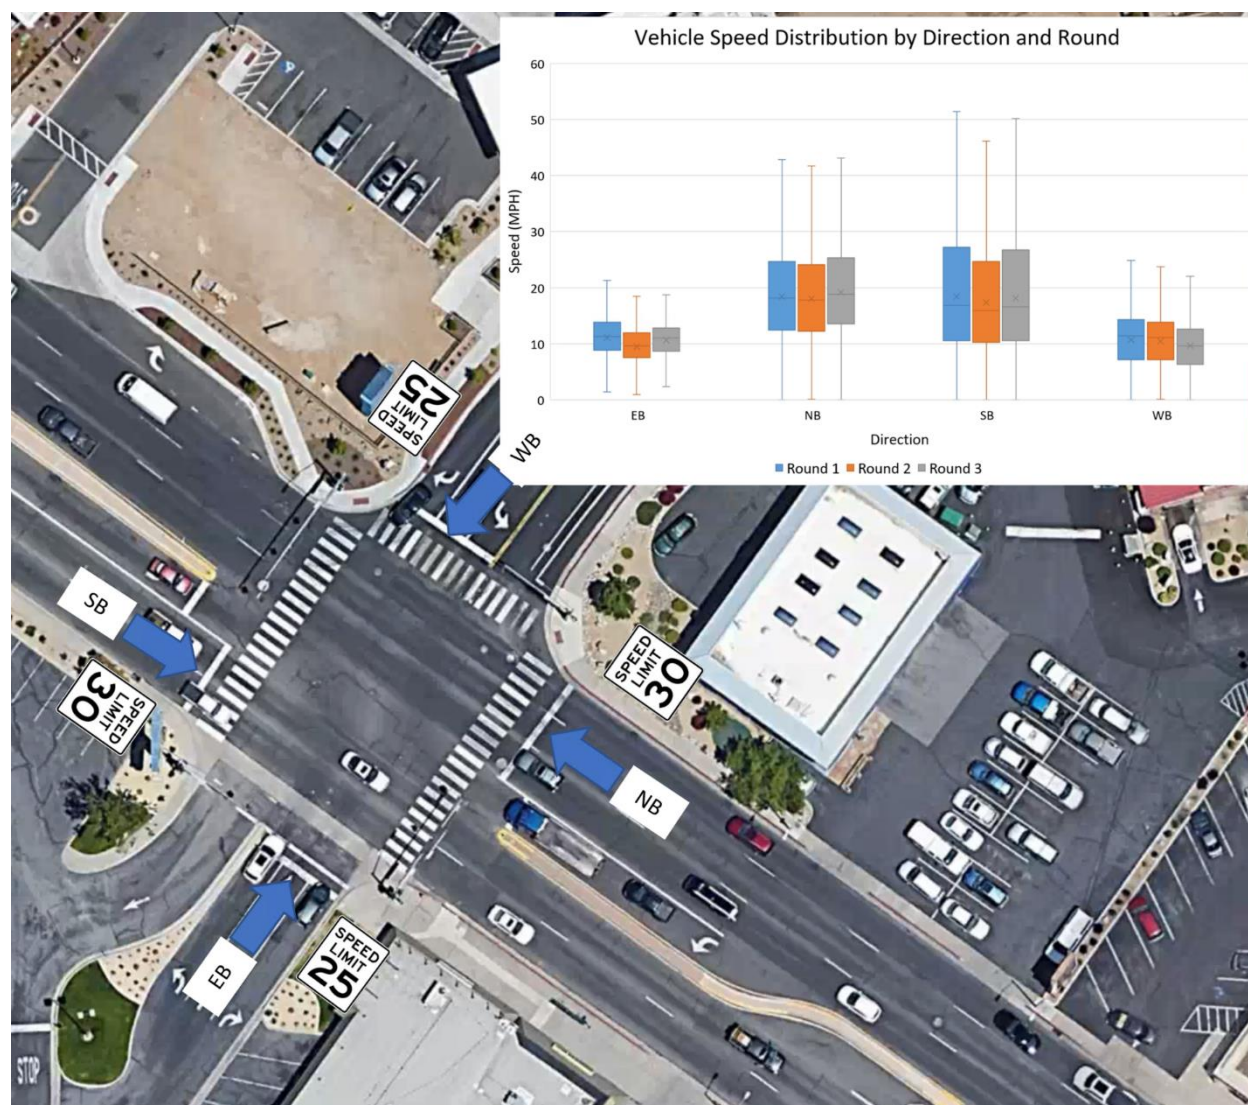 Vehicle Speed Distribution by Direction and Round
60
50
40
30
20
10
0
Speed (MPH)
EB
NB
SB
WB
Direction
Round 1
Round 2
Round 3
SPEED
LIMIT
25
WB
SB
SPEED
LIMIT
30
SPEED
LIMIT
30
NB
EB
SPEED
LIMIT
25
STOP